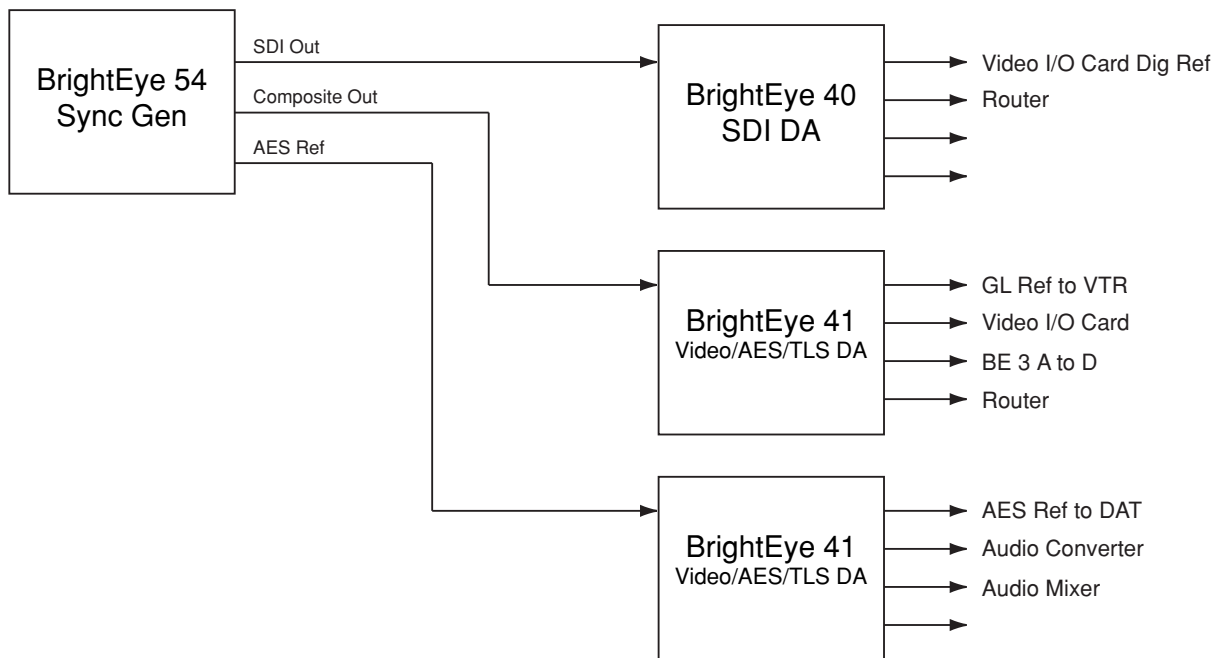 BrightEye 54
Sync Gen
SDI Out
Composite Out
AES Ref
BrightEye 40
SDI DA
Video I/O Card Dig Ref
Router
BrightEye 41
Video/AES/TLS DA
GL Ref to VTR
Video I/O Card
BE 3 A to D
Router
BrightEye 41
Video/AES/TLS DA
AES Ref to DAT
Audio Converter
Audio Mixer